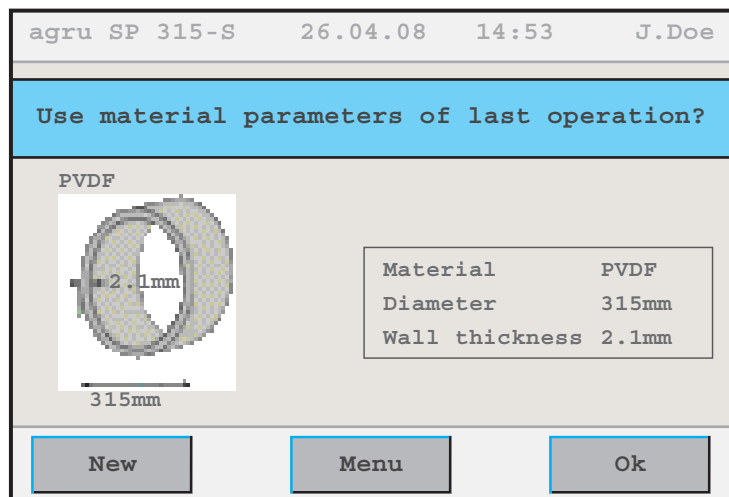 agru SP 315-S 26.04.08 14:53 J.Doe
Use material parameters of last operation?
PVDF
2.1mm
315mm
Material PVDF
Diameter 315mm
Wall thickness 2.1mm
New Menu Ok